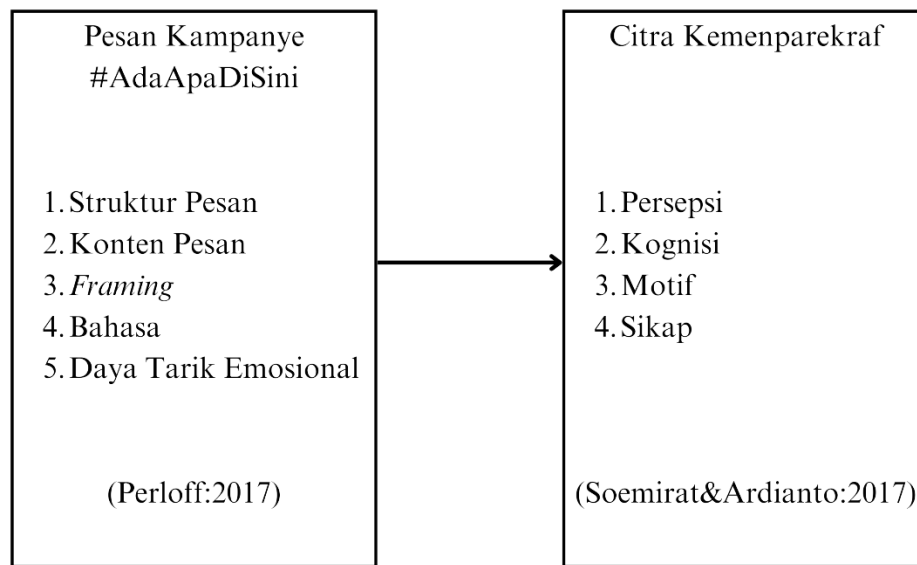 Pesan Kampanye
#AdaApaDiSini
1. Struktur Pesan
2. Konten Pesan
3. Framing
4. Bahasa
5. Daya Tarik Emosional
(Perloff:2017)
Citra Kemenparekraf
1. Persepsi
2. Kognisi
3. Motif
4. Sikap
(Soemirat&Ardianto:2017)